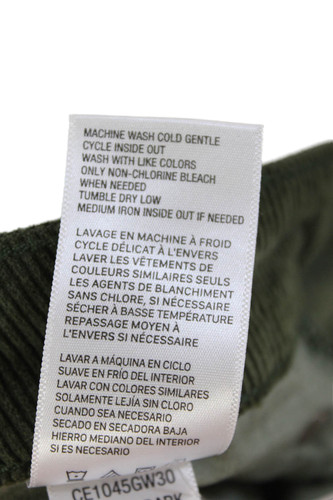 MACHINE WASH COLD GENTLE
CYCLE INSIDE OUT
WASH WITH LIKE COLORS
ONLY NON-CHLORINE BLEACH
WHEN NEEDED
TUMBLE DRY LOW
MEDIUM IRON INSIDE OUT IF NEEDED
LAVAGE EN MACHINE À FROID
CYCLE DÉLICAT À L'ENVERS
LAVER LES VÊTEMENTS DE
COULEURS SIMILAIRES SEULS
LES AGENTS DE BLANCHIMENT
SANS CHLORE, SI NÉCESSAIRE
SÉCHER À BASSE TEMPÉRATURE
REPASSAGE MOYEN À
L'ENVERS SI NÉCESSAIRE
LAVAR A MÁQUINA EN CICLO
SUAVE EN FRÍO DEL INTERIOR
LAVAR CON COLORES SIMILARES
SOLAMENTE LEJÍA SIN CLORO
CUANDO SEA NECESARIO
SECADO EN SECADORA BAJA
HIERRO MEDIANO DEL INTERIOR
SI ES NECESARIO
CE1045GW30